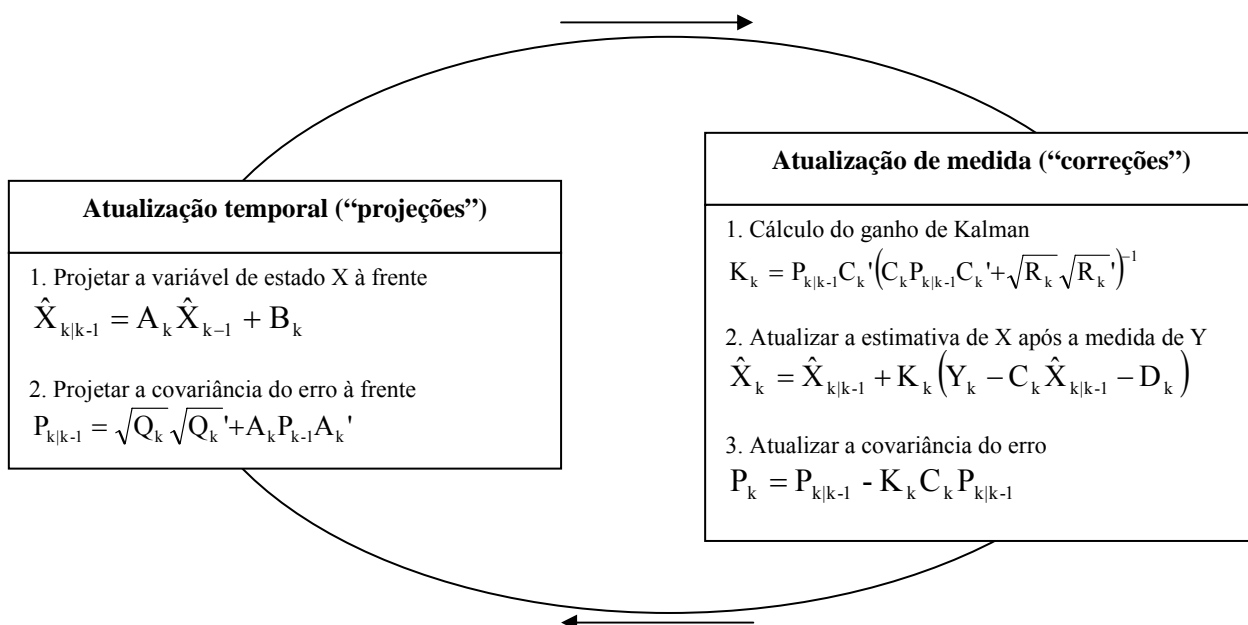 Atualização temporal (“projeções”)
1. Projetar a variável de estado X à frente
X̂ₖ|ₖ₋₁ = AₖX̂ₖ₋₁ + Bₖ
2. Projetar a covariância do erro à frente
Pₖ|ₖ₋₁ = √Qₖ √Qₖ '+AₖPₖ₋₁Aₖ'
Atualização de medida (“correções”)
1. Cálculo do ganho de Kalman
Kₖ = Pₖ|ₖ₋₁Cₖ'(CₖPₖ|ₖ₋₁Cₖ'+√Rₖ √Rₖ ')⁻¹
2. Atualizar a estimativa de X após a medida de Y
X̂ₖ = X̂ₖ|ₖ₋₁ + Kₖ(Yₖ − CₖX̂ₖ|ₖ₋₁ − Dₖ)
3. Atualizar a covariância do erro
Pₖ = Pₖ|ₖ₋₁ - KₖCₖPₖ|ₖ₋₁